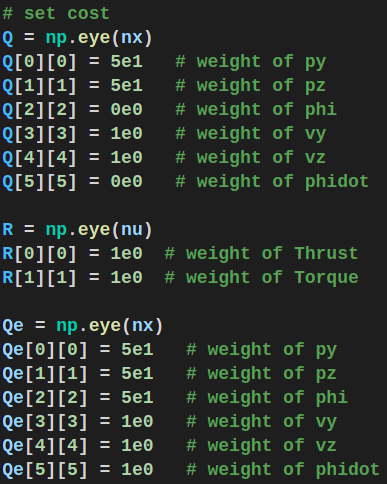 # set cost
Q = np.eye(nx)
Q[0][0] = 5e1   # weight of py
Q[1][1] = 5e1   # weight of pz
Q[2][2] = 0e0   # weight of phi
Q[3][3] = 1e0   # weight of vy
Q[4][4] = 1e0   # weight of vz
Q[5][5] = 0e0   # weight of phidot

R = np.eye(nu)
R[0][0] = 1e0  # weight of Thrust
R[1][1] = 1e0  # weight of Torque

Qe = np.eye(nx)
Qe[0][0] = 5e1   # weight of py
Qe[1][1] = 5e1   # weight of pz
Qe[2][2] = 5e1   # weight of phi
Qe[3][3] = 1e0   # weight of vy
Qe[4][4] = 1e0   # weight of vz
Qe[5][5] = 1e0   # weight of phidot